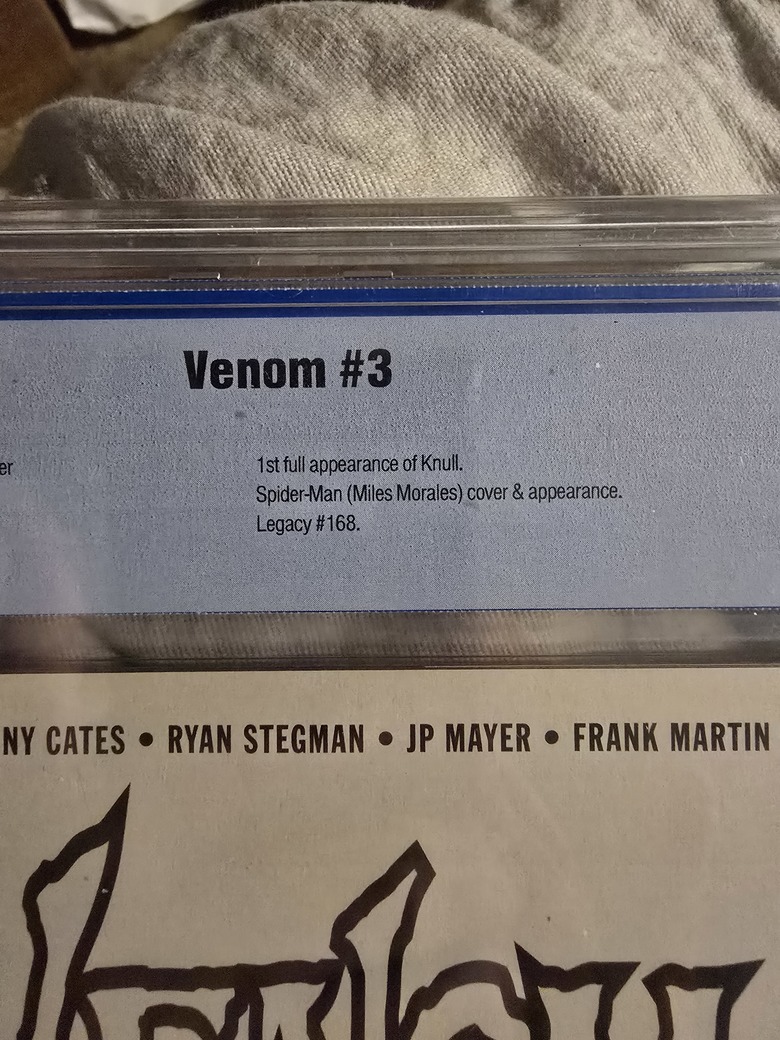 Venom #3
er
1st full appearance of Knull.
Spider-Man (Miles Morales) cover & appearance.
Legacy #168.
NY CATES • RYAN STEGMAN • JP MAYER • FRANK MARTIN